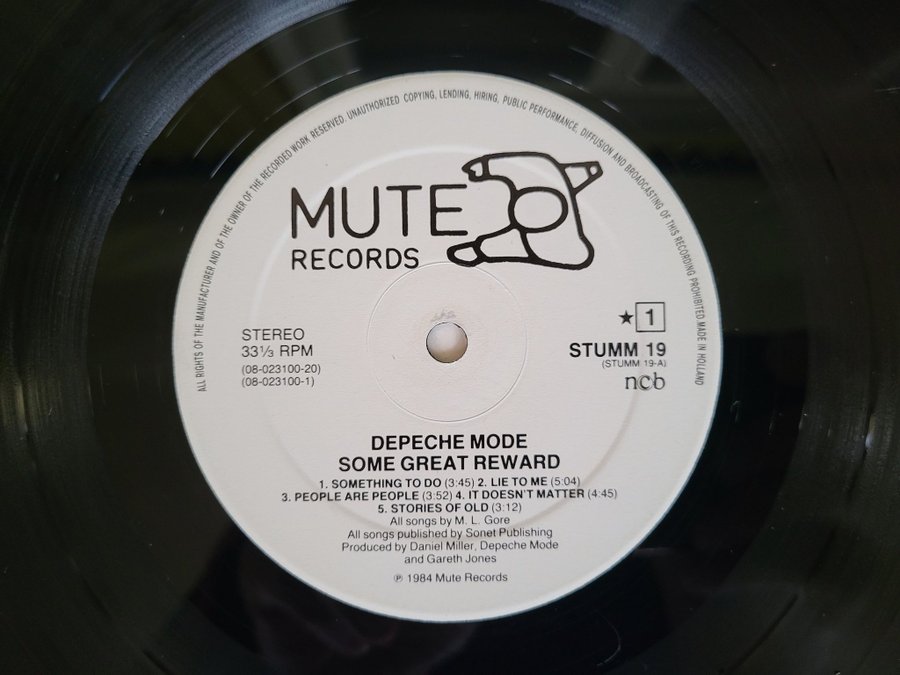 ALL RIGHTS OF THE MANUFACTURER AND OF THE OWNER OF THE RECORDED WORK RESERVED. UNAUTHORIZED COPYING, LENDING, HIRING, PUBLIC PERFORMANCE, DIFFUSION AND BROADCASTING OF THIS RECORDING PROHIBITED. MADE IN HOLLAND
MUTE
RECORDS
STEREO
33⅓ RPM
(08-023100-20)
(08-023100-1)
★ 1
STUMM 19
(STUMM 19-A)
ncb
DEPECHE MODE
SOME GREAT REWARD
1. SOMETHING TO DO (3:45) 2. LIE TO ME (5:04)
3. PEOPLE ARE PEOPLE (3:52) 4. IT DOESN'T MATTER (4:45)
5. STORIES OF OLD (3:12)
All songs by M. L. Gore
All songs published by Sonet Publishing
Produced by Daniel Miller, Depeche Mode
and Gareth Jones
℗ 1984 Mute Records